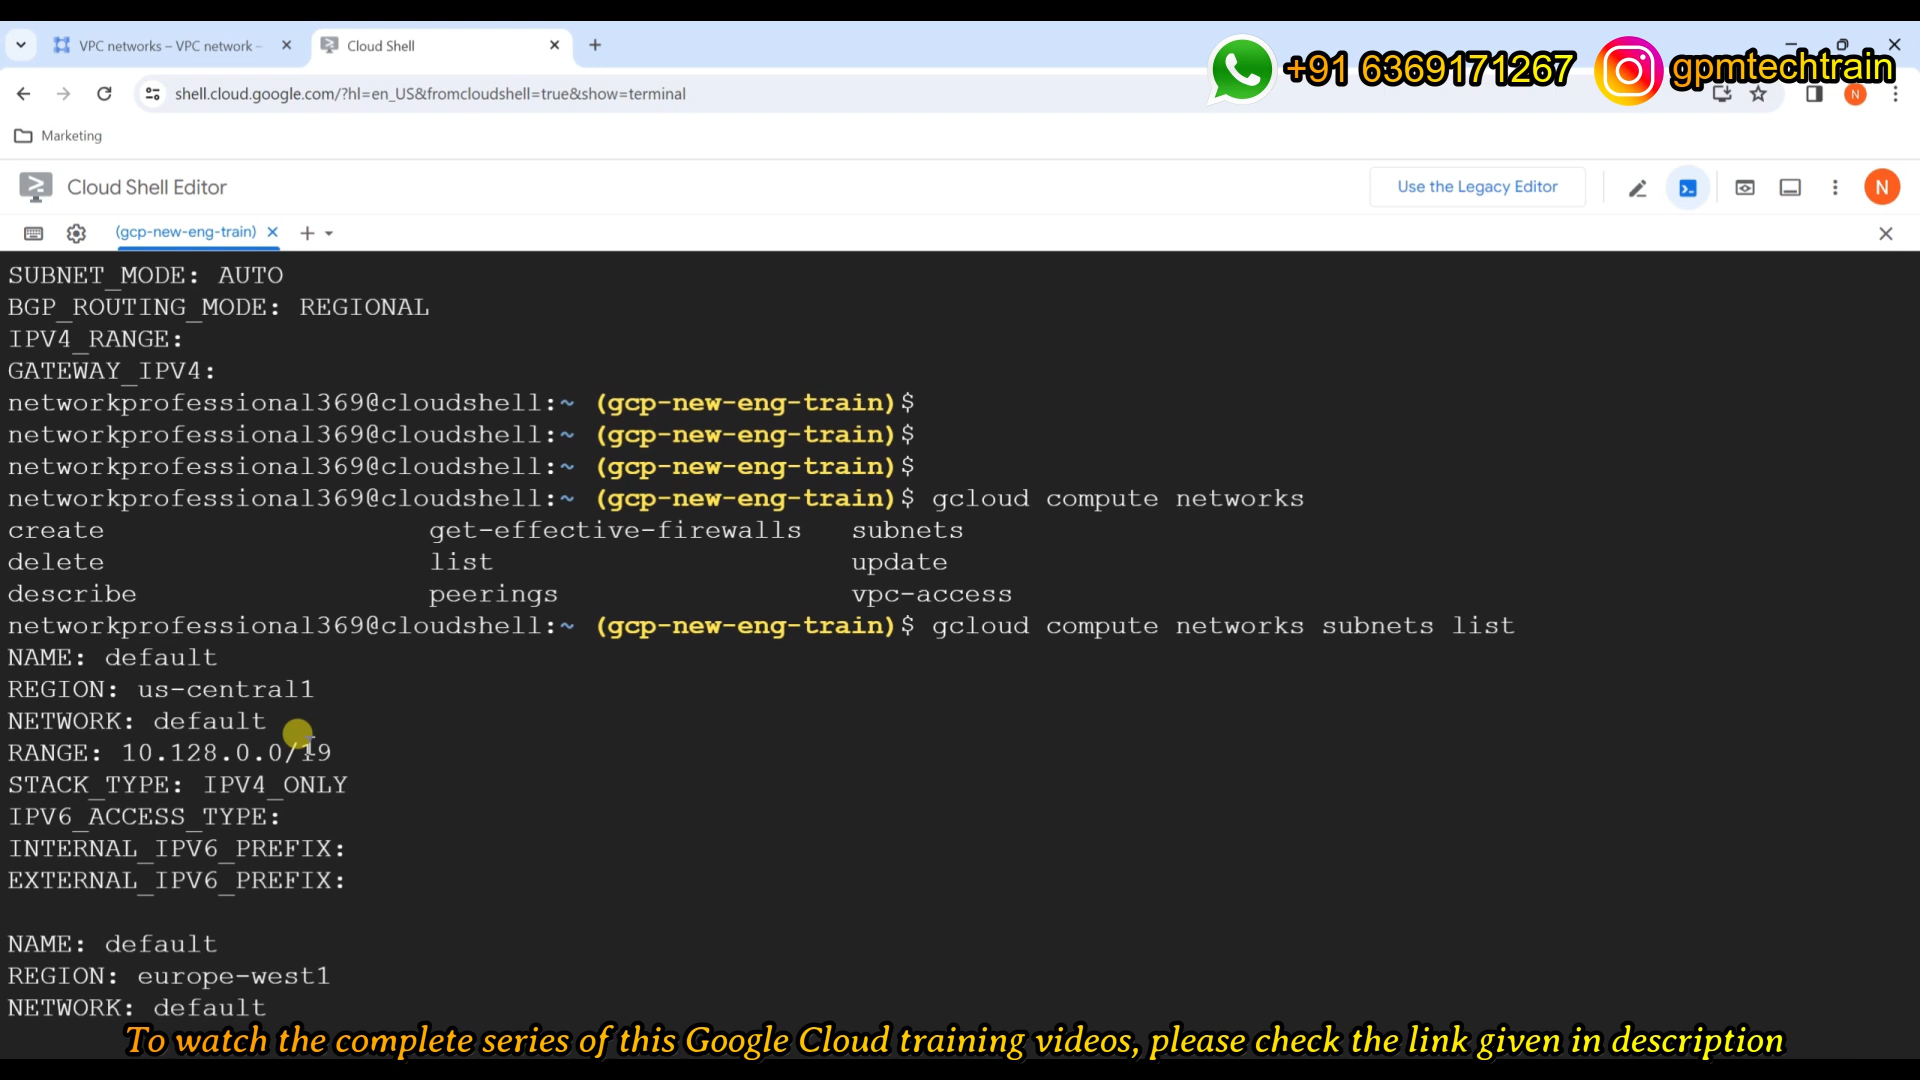 VPC networks – VPC network -
Cloud Shell
+91 6369171267
gpmtechtrain
shell.cloud.google.com/?hl=en_US&fromcloudshell=true&show=terminal
N
Marketing
Cloud Shell Editor
Use the Legacy Editor
N
(gcp-new-eng-train)
SUBNET_MODE: AUTO
BGP_ROUTING_MODE: REGIONAL
IPV4_RANGE:
GATEWAY_IPV4:
networkprofessional369@cloudshell:~ (gcp-new-eng-train)$
networkprofessional369@cloudshell:~ (gcp-new-eng-train)$
networkprofessional369@cloudshell:~ (gcp-new-eng-train)$
networkprofessional369@cloudshell:~ (gcp-new-eng-train)$ gcloud compute networks
create get-effective-firewalls subnets
delete list update
describe peerings vpc-access
networkprofessional369@cloudshell:~ (gcp-new-eng-train)$ gcloud compute networks subnets list
NAME: default
REGION: us-central1
NETWORK: default
RANGE: 10.128.0.0/19
STACK_TYPE: IPV4_ONLY
IPV6_ACCESS_TYPE:
INTERNAL_IPV6_PREFIX:
EXTERNAL_IPV6_PREFIX:
NAME: default
REGION: europe-west1
NETWORK: default
To watch the complete series of this Google Cloud training videos, please check the link given in description